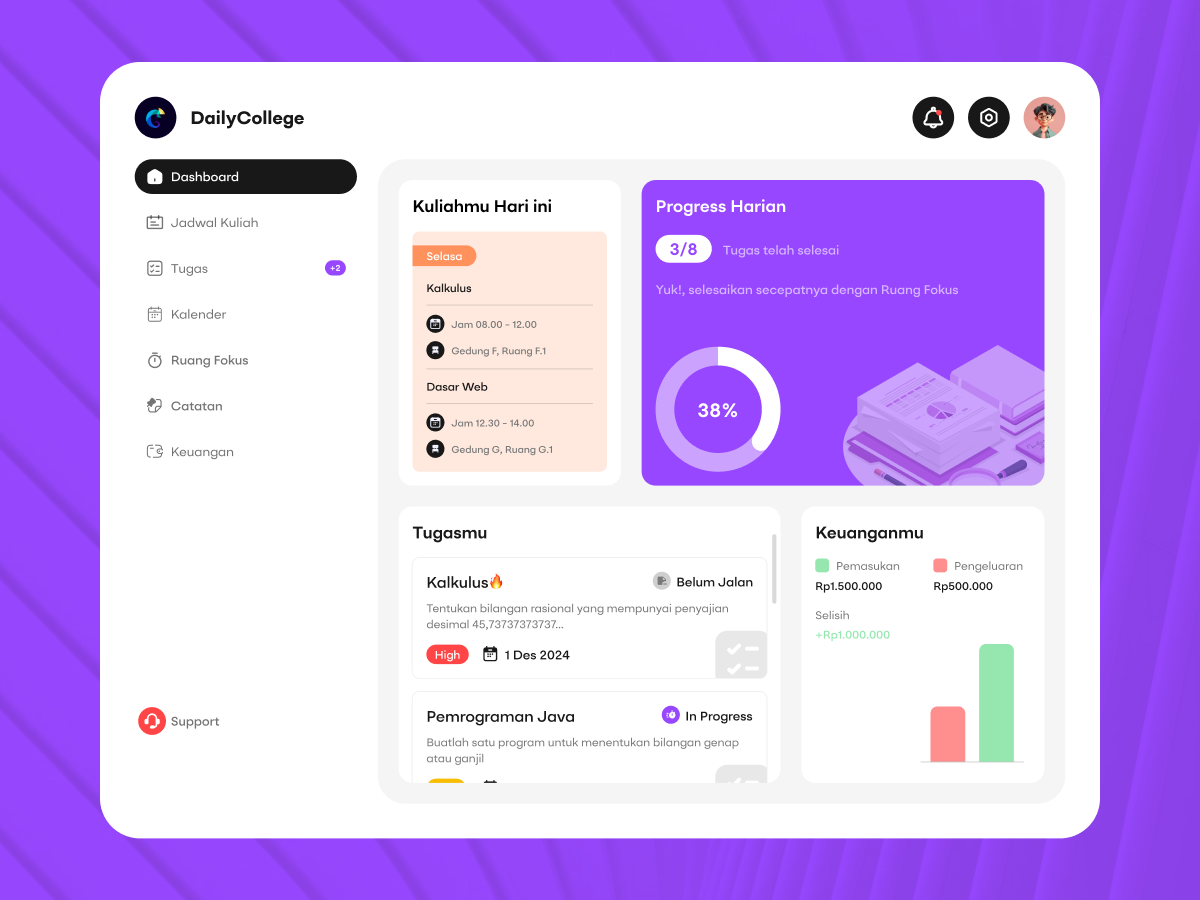 DailyCollege
Dashboard
Jadwal Kuliah
Tugas
+2
Kalender
Ruang Fokus
Catatan
Keuangan
Support
Kuliahmu Hari ini
Selasa
Kalkulus
Jam 08.00 - 12.00
Gedung F, Ruang F.1
Dasar Web
Jam 12.30 - 14.00
Gedung G, Ruang G.1
Progress Harian
3/8
Tugas telah selesai
Yuk!, selesaikan secepatnya dengan Ruang Fokus
38%
Tugasmu
Kalkulus🔥
Belum Jalan
Tentukan bilangan rasional yang mempunyai penyajian
desimal 45,73737373737...
High
1 Des 2024
Pemrograman Java
In Progress
Buatlah satu program untuk menentukan bilangan genap
atau ganjil
Keuanganmu
Pemasukan
Rp1.500.000
Pengeluaran
Rp500.000
Selisih
+Rp1.000.000